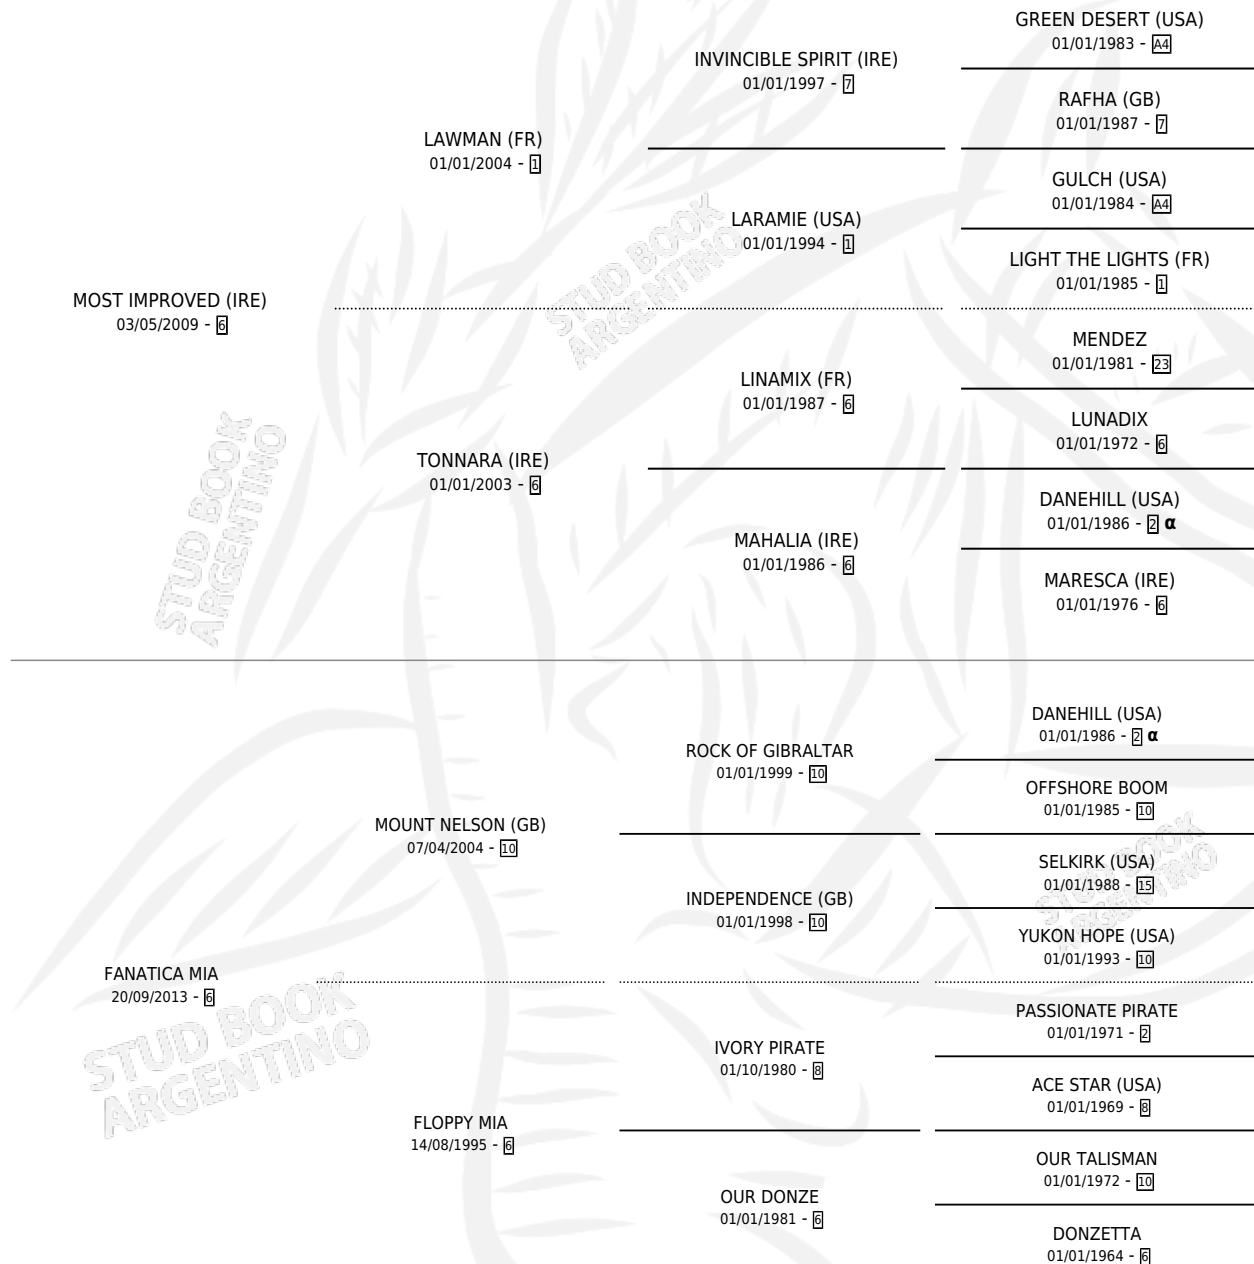 GREEN DESERT (USA)
01/01/1983 - A4
INVINCIBLE SPIRIT (IRE)
01/01/1997 - 7
RAFHA (GB)
01/01/1987 - 7
LAWMAN (FR)
01/01/2004 - 1
GULCH (USA)
01/01/1984 - A4
LARAMIE (USA)
01/01/1994 - 1
LIGHT THE LIGHTS (FR)
01/01/1985 - 1
MOST IMPROVED (IRE)
03/05/2009 - 6
MENDEZ
01/01/1981 - 23
LINAMIX (FR)
01/01/1987 - 6
LUNADIX
01/01/1972 - 6
TONNARA (IRE)
01/01/2003 - 6
DANEHILL (USA)
01/01/1986 - 2 α
MAHALIA (IRE)
01/01/1986 - 6
MARESCA (IRE)
01/01/1976 - 6
DANEHILL (USA)
01/01/1986 - 2 α
ROCK OF GIBRALTAR
01/01/1999 - 10
OFFSHORE BOOM
01/01/1985 - 10
MOUNT NELSON (GB)
07/04/2004 - 10
SELKIRK (USA)
01/01/1988 - 15
INDEPENDENCE (GB)
01/01/1998 - 10
YUKON HOPE (USA)
01/01/1993 - 10
FANATICA MIA
20/09/2013 - 6
PASSIONATE PIRATE
01/01/1971 - 2
IVORY PIRATE
01/10/1980 - 8
ACE STAR (USA)
01/01/1969 - 8
FLOPPY MIA
14/08/1995 - 6
OUR TALISMAN
01/01/1972 - 10
OUR DONZE
01/01/1981 - 6
DONZETTA
01/01/1964 - 6
STUD BOOK
ARGENTINO
STUD BOOK
ARGENTINO
STUD BOOK
ARGENTINO
STUD BOOK
ARGENTINO